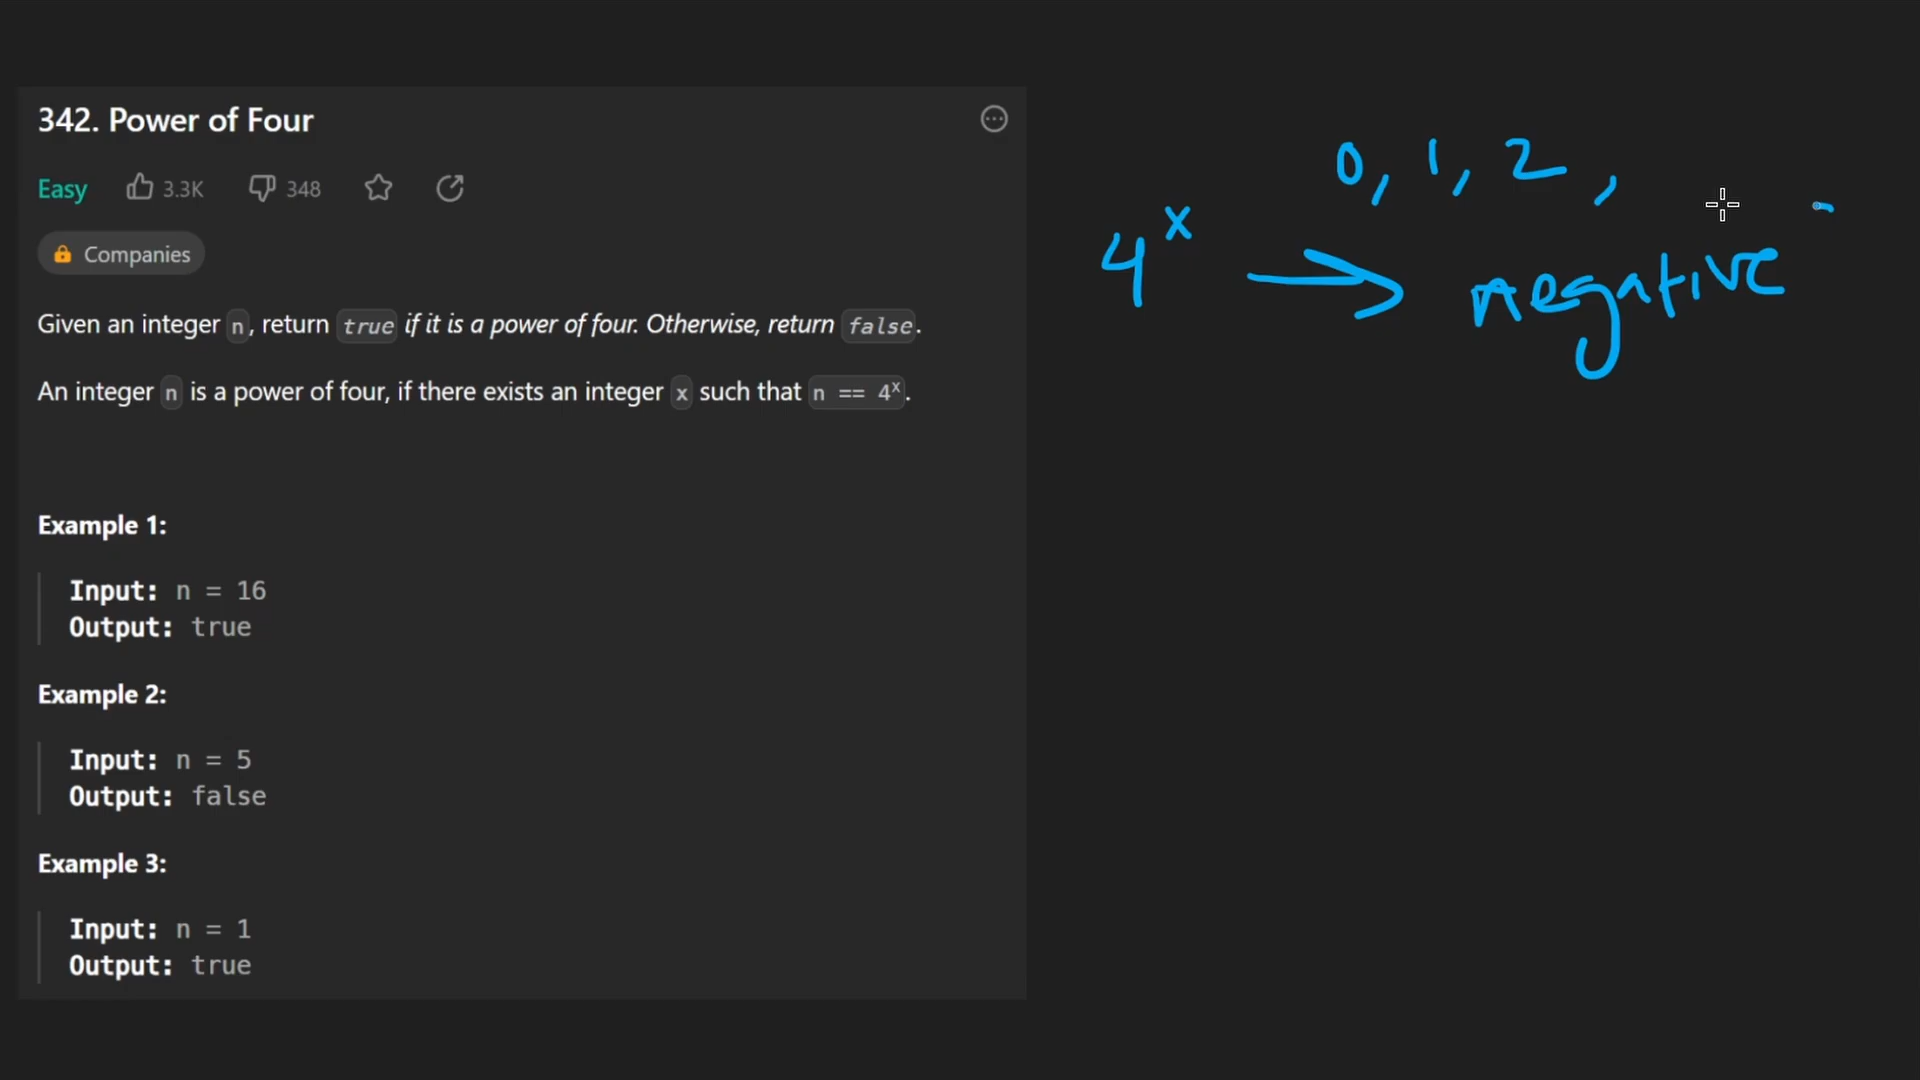 342. Power of Four
Easy 3.3K 348
Companies
Given an integer n, return true if it is a power of four. Otherwise, return false.
An integer n is a power of four, if there exists an integer x such that n == 4ˣ.
Example 1:
Input: n = 16
Output: true
Example 2:
Input: n = 5
Output: false
Example 3:
Input: n = 1
Output: true
0, 1, 2, -
4ˣ → negative